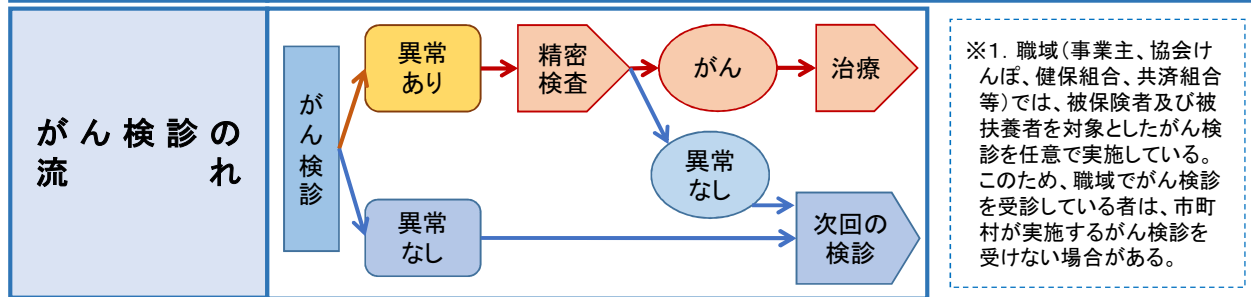 がん検診の
流れ
がん検診
異常
あり
精密
検査
がん
治療
異常
なし
異常
なし
次回の
検診
※1．職域（事業主、協会け
んぽ、健保組合、共済組合
等）では、被保険者及び被
扶養者を対象としたがん検
診を任意で実施している。
このため、職域でがん検診
を受診している者は、市町
村が実施するがん検診を
受けない場合がある。